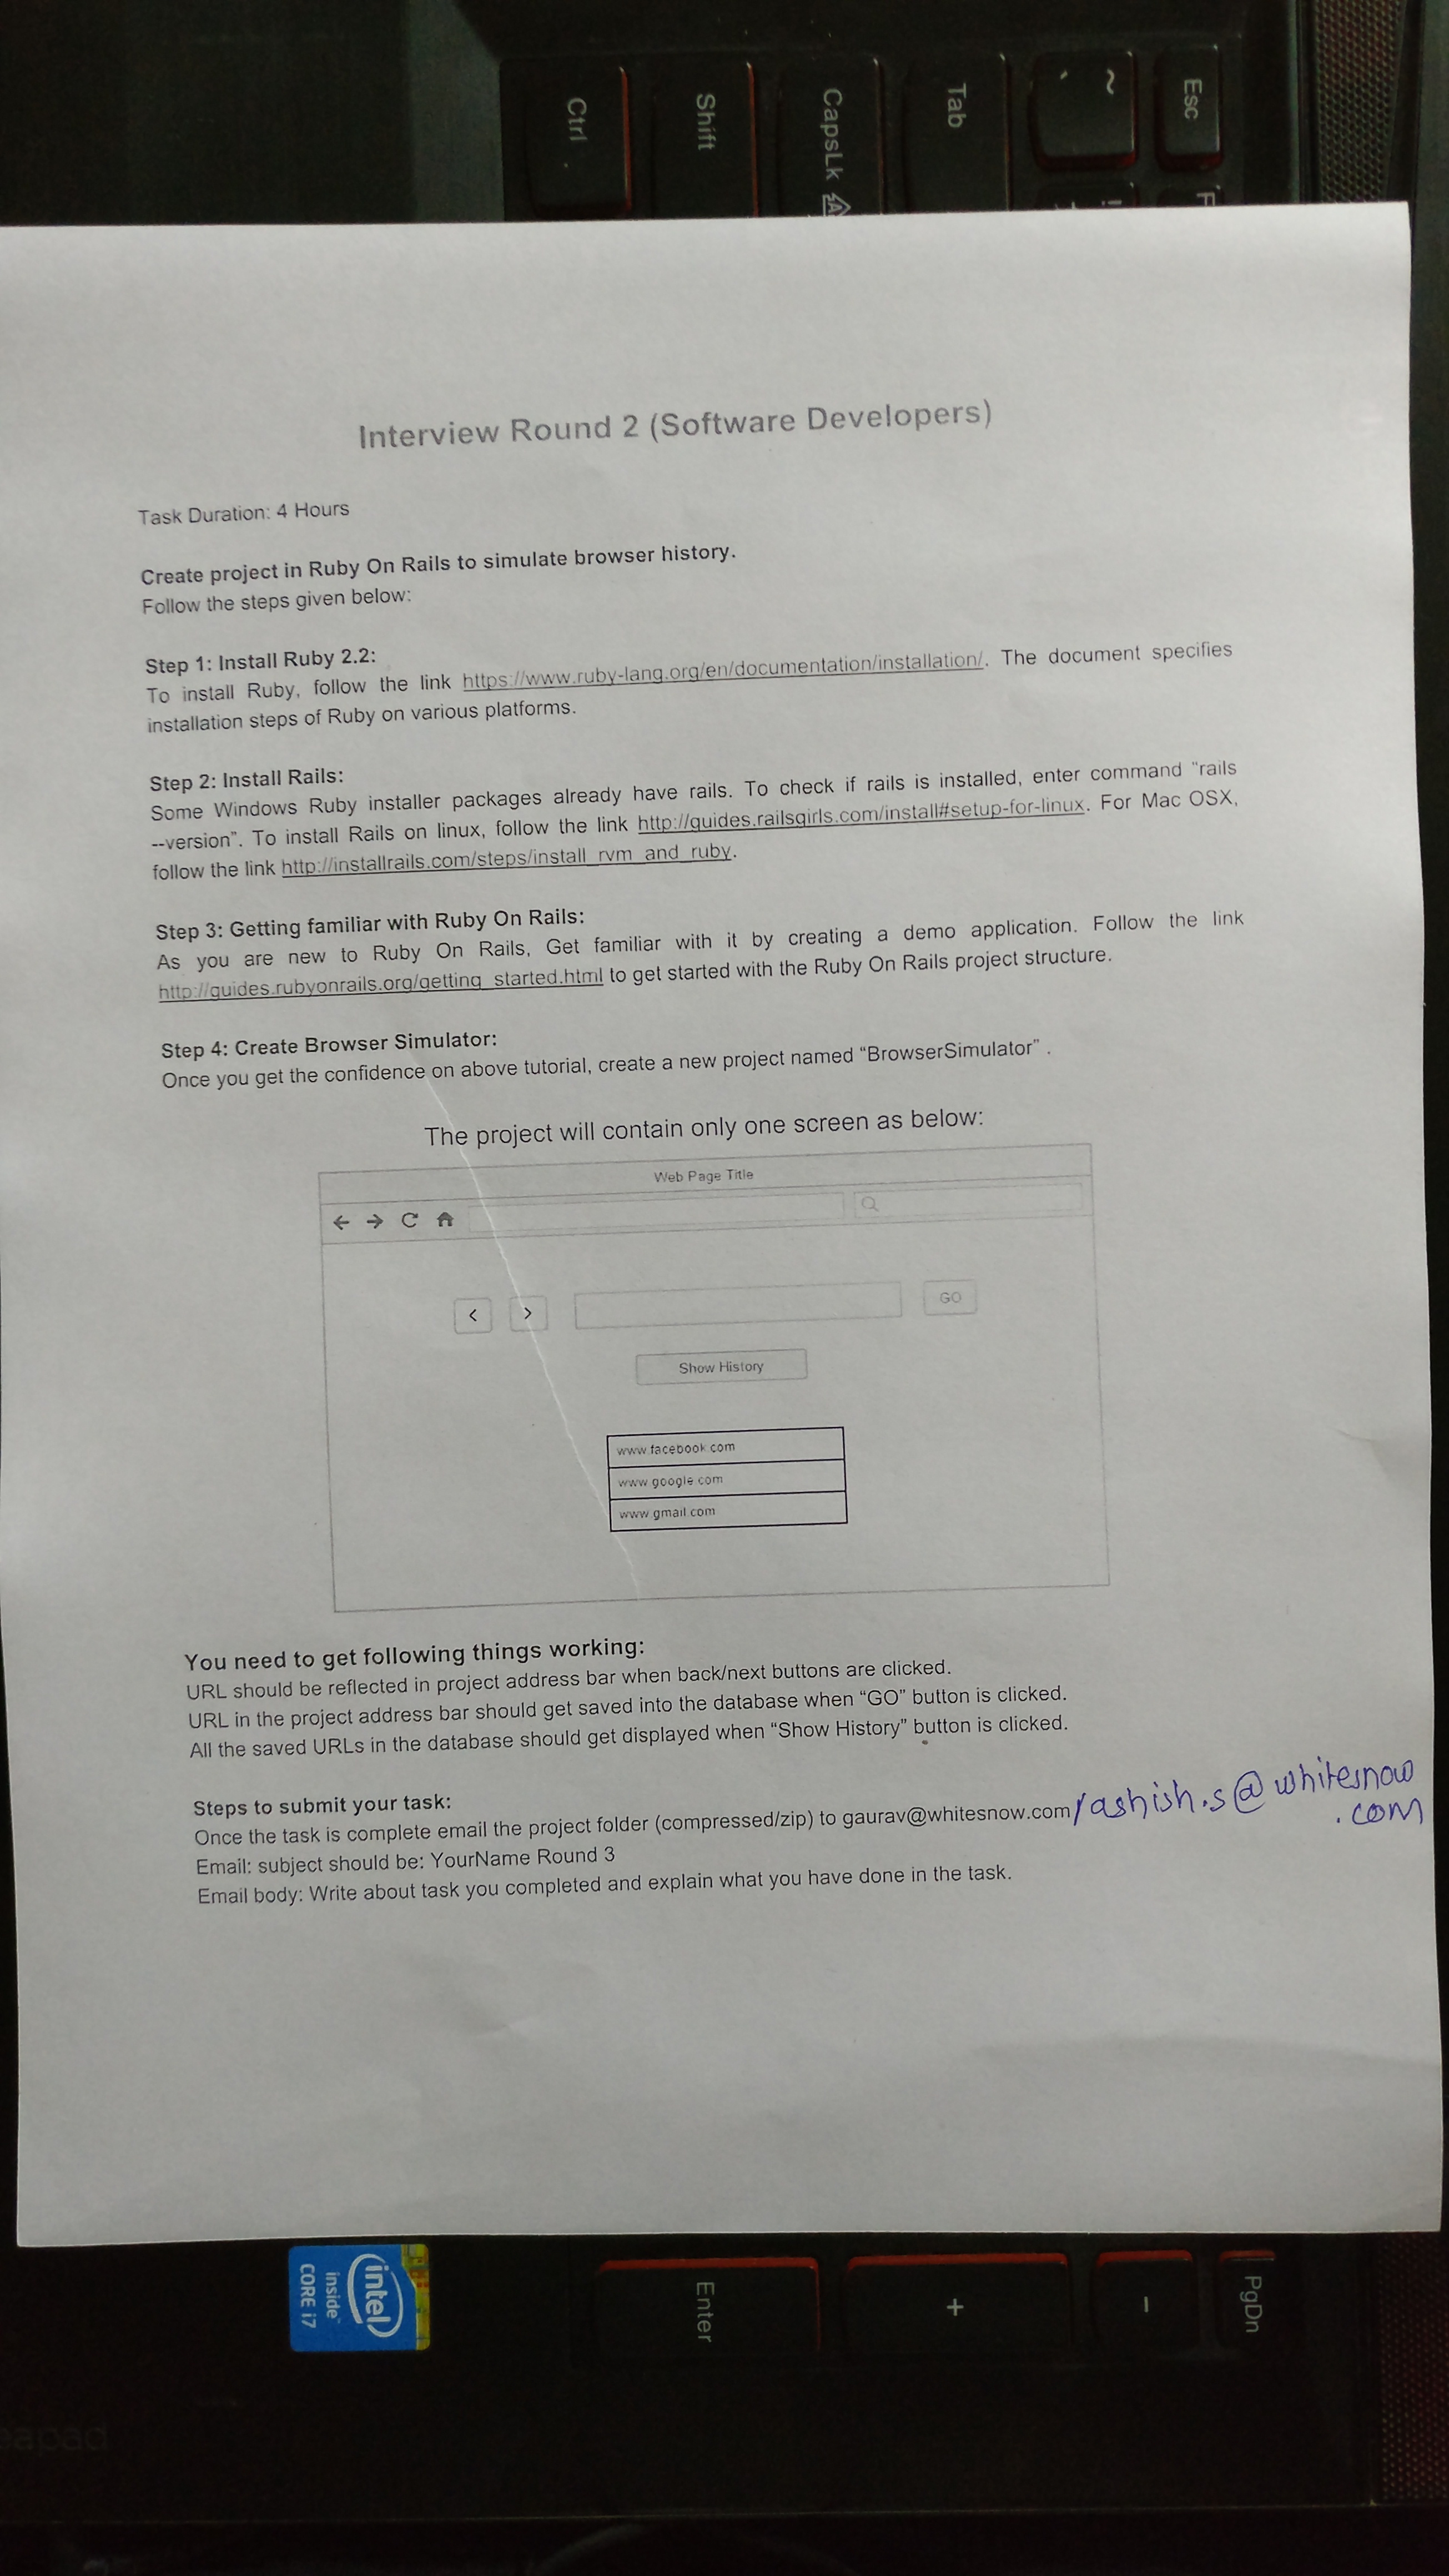 Esc
~
`
Tab
CapsLk
A
Shift
Ctrl
F
!
Interview Round 2 (Software Developers)
Task Duration: 4 Hours
Create project in Ruby On Rails to simulate browser history.
Follow the steps given below:
Step 1: Install Ruby 2.2:
To install Ruby, follow the link https://www.ruby-lang.org/en/documentation/installation/. The document specifies
installation steps of Ruby on various platforms.
Step 2: Install Rails:
Some Windows Ruby installer packages already have rails. To check if rails is installed, enter command "rails
--version". To install Rails on linux, follow the link http://guides.railsgirls.com/install#setup-for-linux. For Mac OSX,
follow the link http://installrails.com/steps/install_rvm_and_ruby.
Step 3: Getting familiar with Ruby On Rails:
As you are new to Ruby On Rails, Get familiar with it by creating a demo application. Follow the link
http://guides.rubyonrails.org/getting_started.html to get started with the Ruby On Rails project structure.
Step 4: Create Browser Simulator:
Once you get the confidence on above tutorial, create a new project named “BrowserSimulator” .
The project will contain only one screen as below:
Web Page Title
< > GO
Show History
www.facebook.com
www.google.com
www.gmail.com
You need to get following things working:
URL should be reflected in project address bar when back/next buttons are clicked.
URL in the project address bar should get saved into the database when “GO” button is clicked.
All the saved URLs in the database should get displayed when “Show History” button is clicked.
Steps to submit your task:
Once the task is complete email the project folder (compressed/zip) to gaurav@whitesnow.com/ashish.s@whitesnow
.com
Email: subject should be: YourName Round 3
Email body: Write about task you completed and explain what you have done in the task.
intel
inside™
CORE i7
Enter
+
-
PgDn